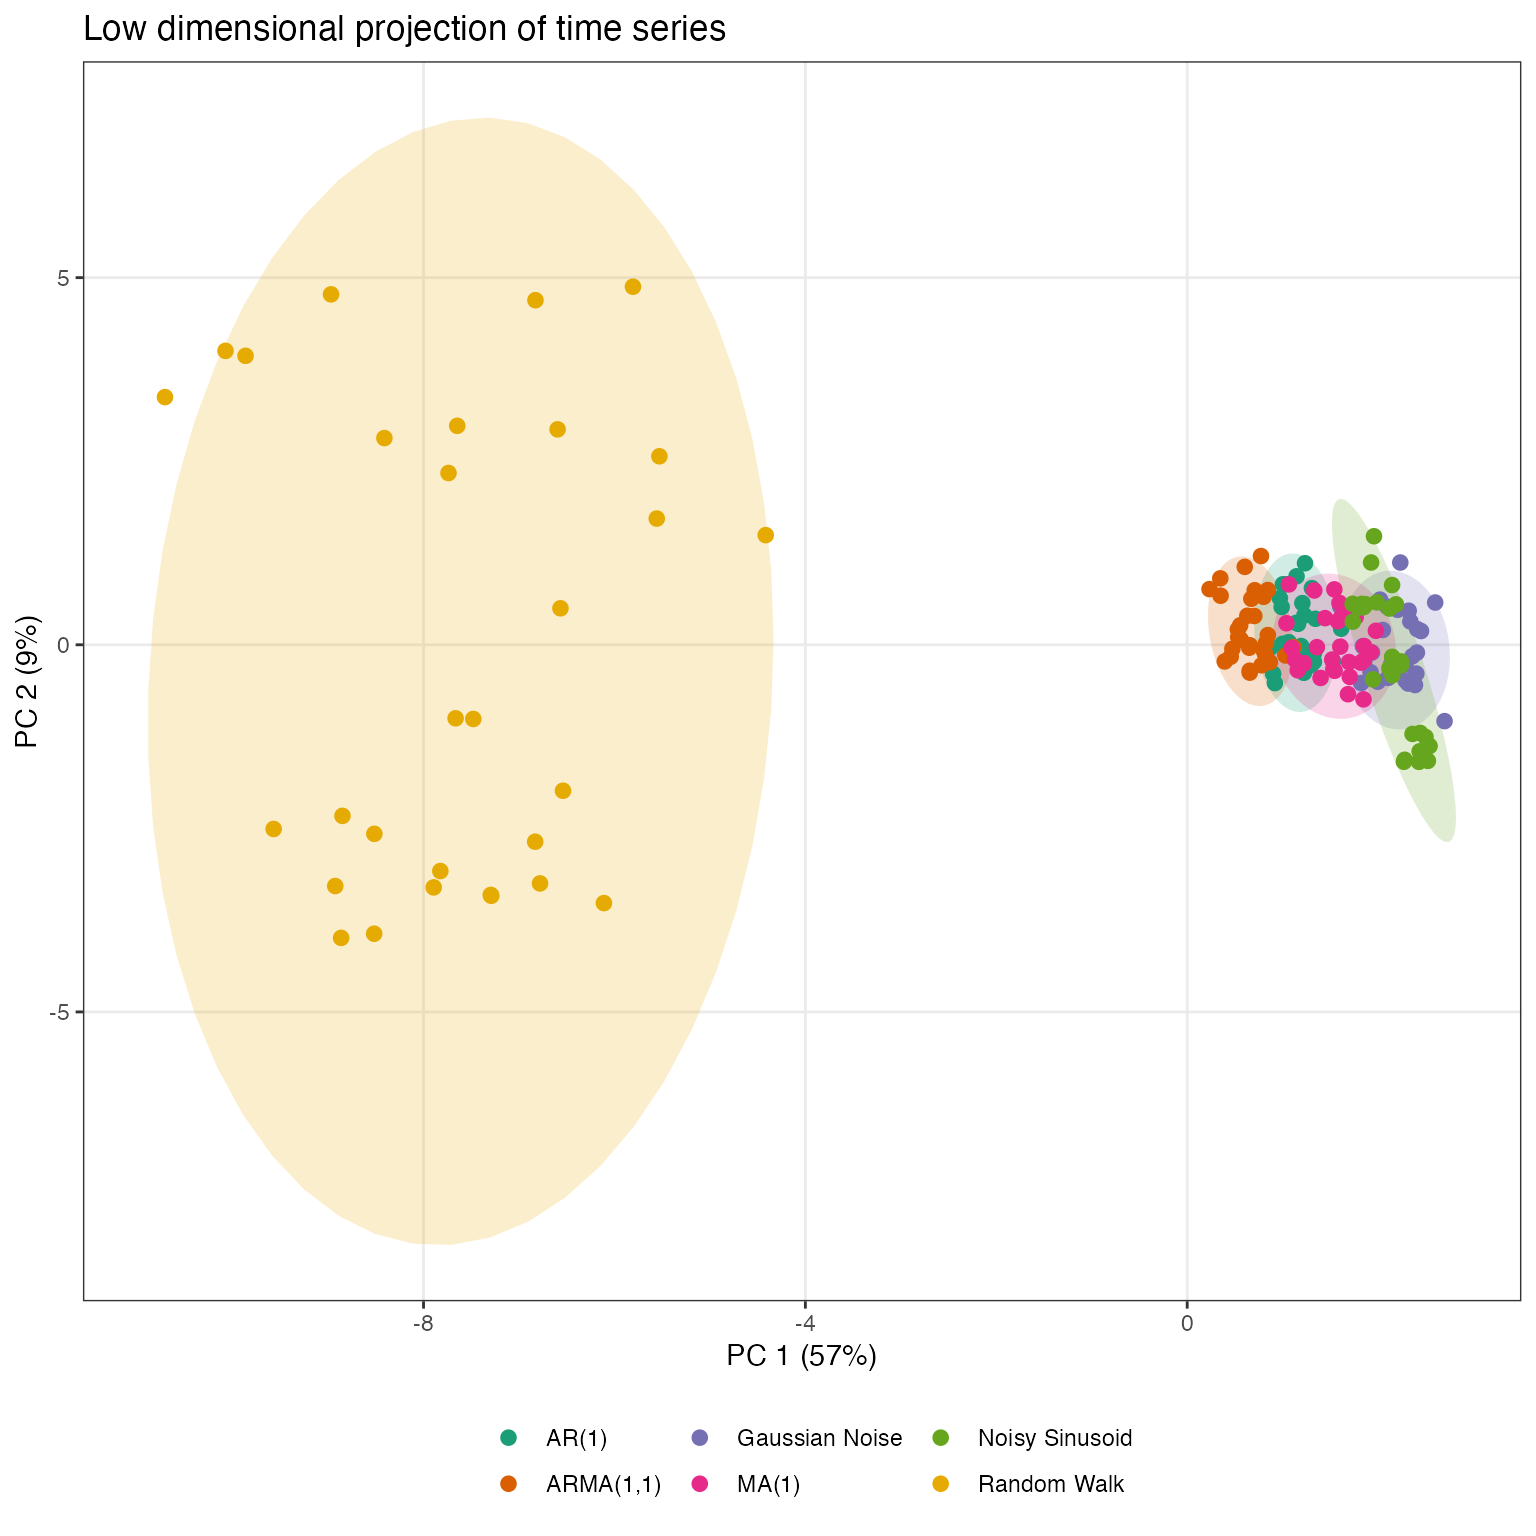 Low dimensional projection of time series
5
0
-5
PC 2 (9%)
-8 -4 0
PC 1 (57%)
AR(1) Gaussian Noise Noisy Sinusoid
ARMA(1,1) MA(1) Random Walk